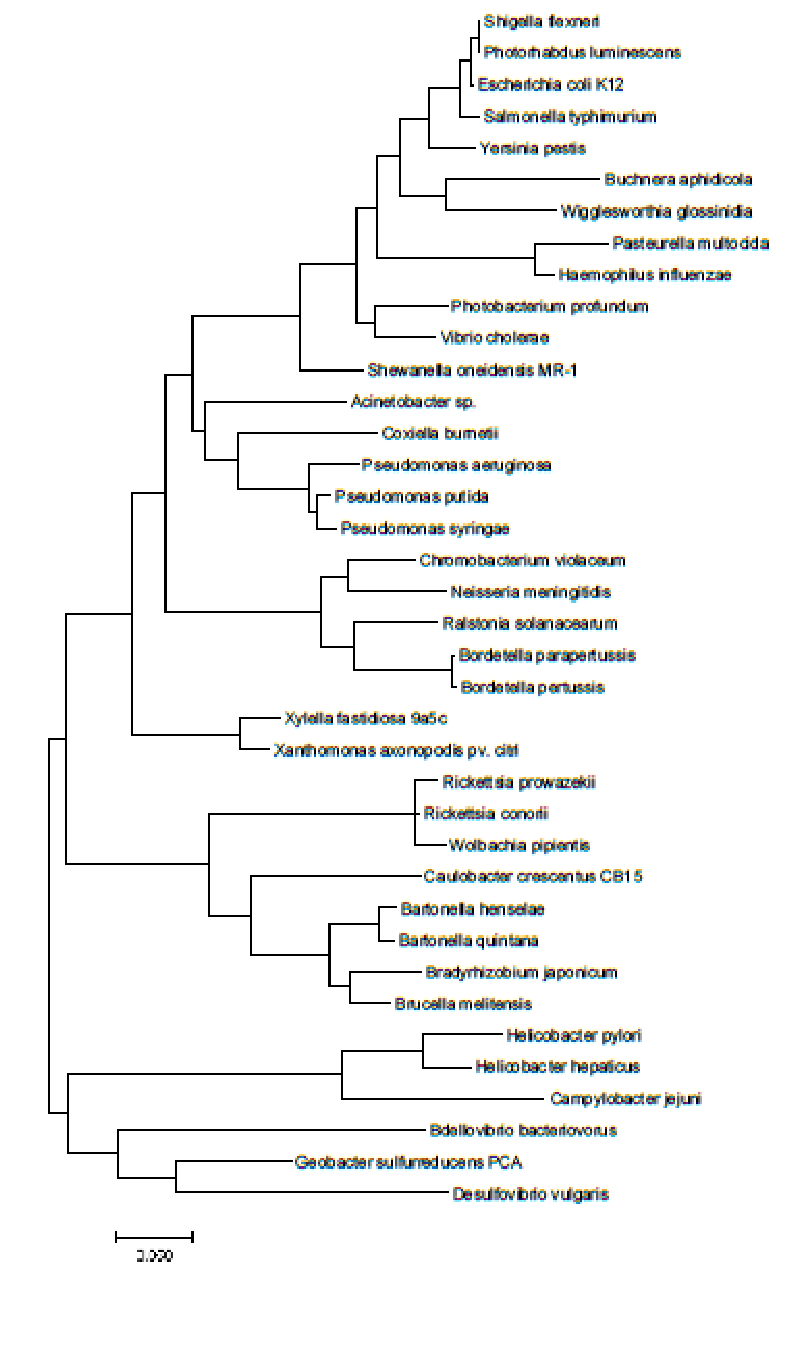 Shigella flexneri
Photorhabdus luminescens
Escherichia coli K12
Salmonella typhimurium
Yersinia pestis
Buchnera aphidicola
Wigglesworthia glossinidia
Pasteurella multocida
Haemophilus influenzae
Photobacterium profundum
Vibrio cholerae
Shewanella oneidensis MR-1
Acinetobacter sp.
Coxiella burnetii
Pseudomonas aeruginosa
Pseudomonas putida
Pseudomonas syringae
Chromobacterium violaceum
Neisseria meningitidis
Ralstonia solanacearum
Bordetella parapertussis
Bordetella pertussis
Xylella fastidiosa 9a5c
Xanthomonas axonopodis pv. citri
Rickettsia prowazekii
Rickettsia conorii
Wolbachia pipientis
Caulobacter crescentus CB15
Bartonella henselae
Bartonella quintana
Bradyrhizobium japonicum
Brucella melitensis
Helicobacter pylori
Helicobacter hepaticus
Campylobacter jejuni
Bdellovibrio bacteriovorus
Geobacter sulfurreducens PCA
Desulfovibrio vulgaris